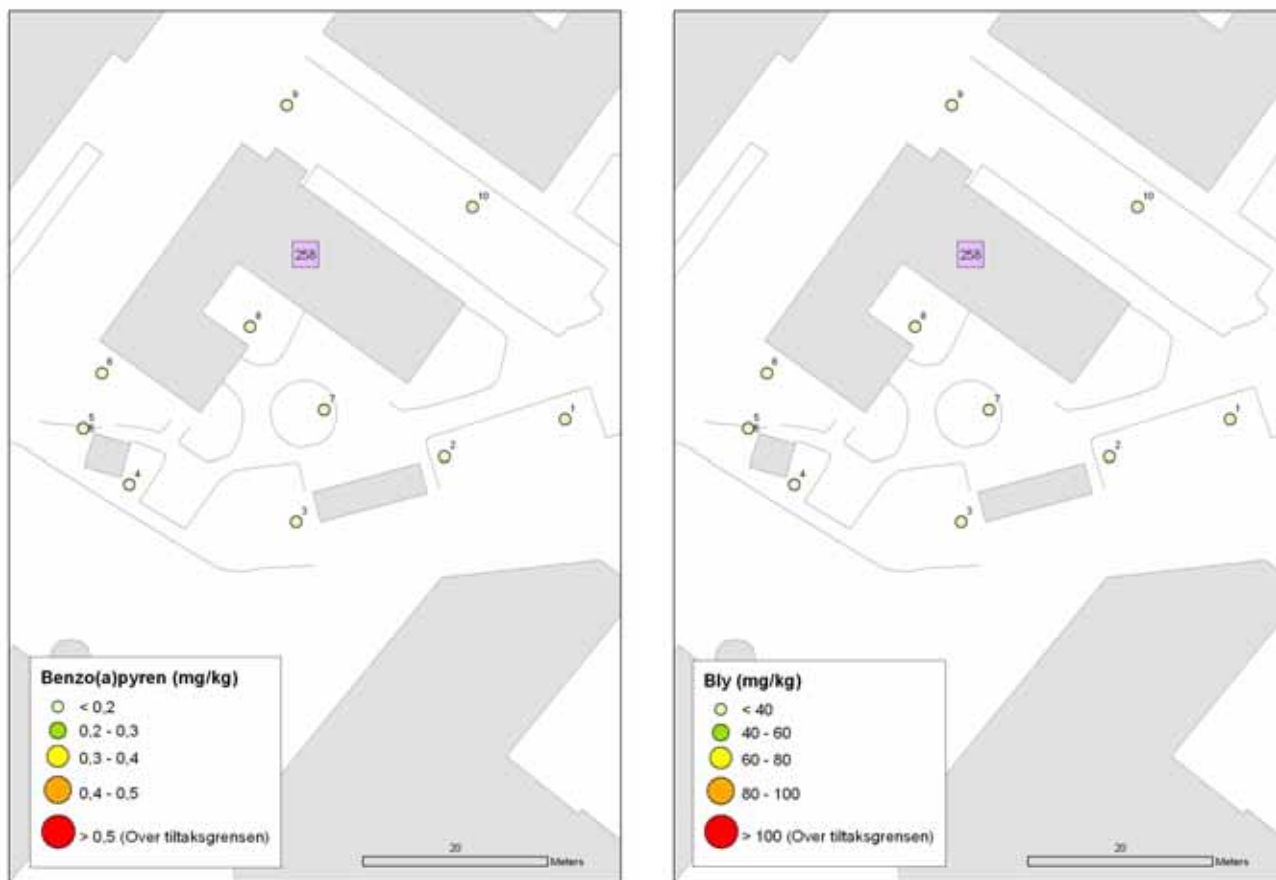 9
10
258
8
6
7
1
5
2
4
3
Benzo(a)pyren (mg/kg)
< 0,2
0,2 - 0,3
0,3 - 0,4
0,4 - 0,5
> 0,5 (Over tiltaksgrensen)
20
Meters
9
10
258
8
6
7
1
5
2
4
3
Bly (mg/kg)
< 40
40 - 60
60 - 80
80 - 100
> 100 (Over tiltaksgrensen)
20
Meters